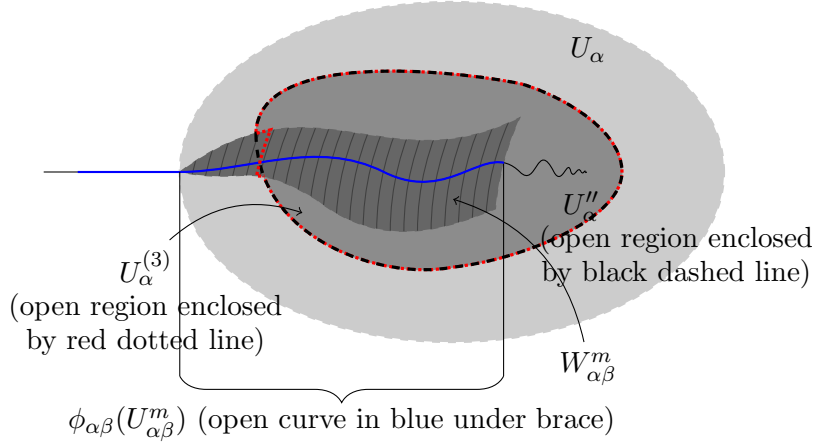 U_α
U''_α
(open region enclosed
by black dashed line)
U_α^{(3)}
(open region enclosed
by red dotted line)
W^m_{αβ}
ϕ_{αβ}(U^m_{αβ}) (open curve in blue under brace)